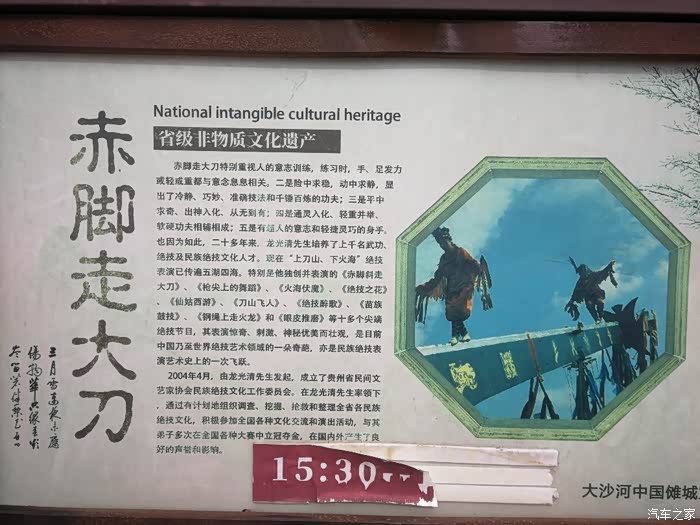 赤脚走大刀
National intangible cultural heritage
省级非物质文化遗产
赤脚走大刀特别重视人的意志训练，练习时，手、足发力
或轻或重都与意念息息相关。二是险中求稳，动中求静，显
出了冷静、巧妙、准确技法和千锤百炼的功夫；三是平中
求奇、出神入化、从无到有；四是通灵入化、轻重并举、
软硬功夫相辅相成；五是有超人的意志和轻捷灵巧的身手。
也因为如此，二十多年来，龙光清先生培养了上千名武功、
绝技及民族绝技文化人才。现在“上刀山、下火海”绝技
表演已传遍五湖四海。特别是他独创并表演的《赤脚斜走
大刀》、《枪尖上的舞蹈》、《火海伏魔》、《绝技之花》
、《仙姑西游》、《刀山飞人》、《绝技醉歌》、《苗族
鼓技》、《钢绳上走火龙》和《眼皮推磨》等十多个尖端
绝技节目，其表演惊奇、刺激、神秘优美而壮观，是目前
中国乃至世界绝技艺术领域的一朵奇葩，亦是民族绝技表
演艺术史上的一次飞跃。
2004年4月，由龙光清先生发起，成立了贵州省民间文
艺家协会民族绝技文化工作委员会，在龙光清先生率领下
，通过有计划地组织调查、挖掘、抢救和整理全省各民族
绝技文化，积极参加全国各种文化交流和演出活动，与其
弟子多次在全国各种大赛中立冠夺金，在国内外产生了良
好的声誉和影响。
15:30
大沙河中国傩城
汽车之家